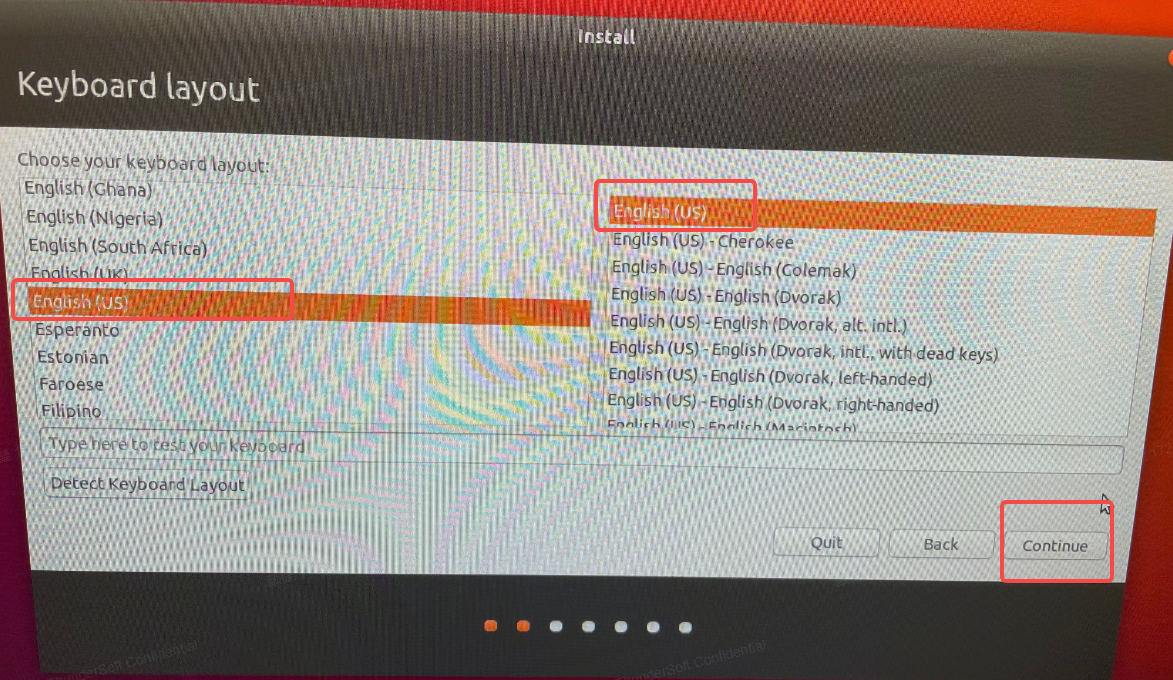 Install
Keyboard layout
Choose your keyboard layout:
English (Ghana)
English (Nigeria)
English (South Africa)
English (UK)
English (US)
Esperanto
Estonian
Faroese
Filipino
English (US)
English (US) - Cherokee
English (US) - English (Colemak)
English (US) - English (Dvorak)
English (US) - English (Dvorak, alt. intl.)
English (US) - English (Dvorak, intl., with dead keys)
English (US) - English (Dvorak, left-handed)
English (US) - English (Dvorak, right-handed)
English (US) - English (Macintosh)
Type here to test your keyboard
Detect Keyboard Layout
Quit
Back
Continue
Confidential
Confidential